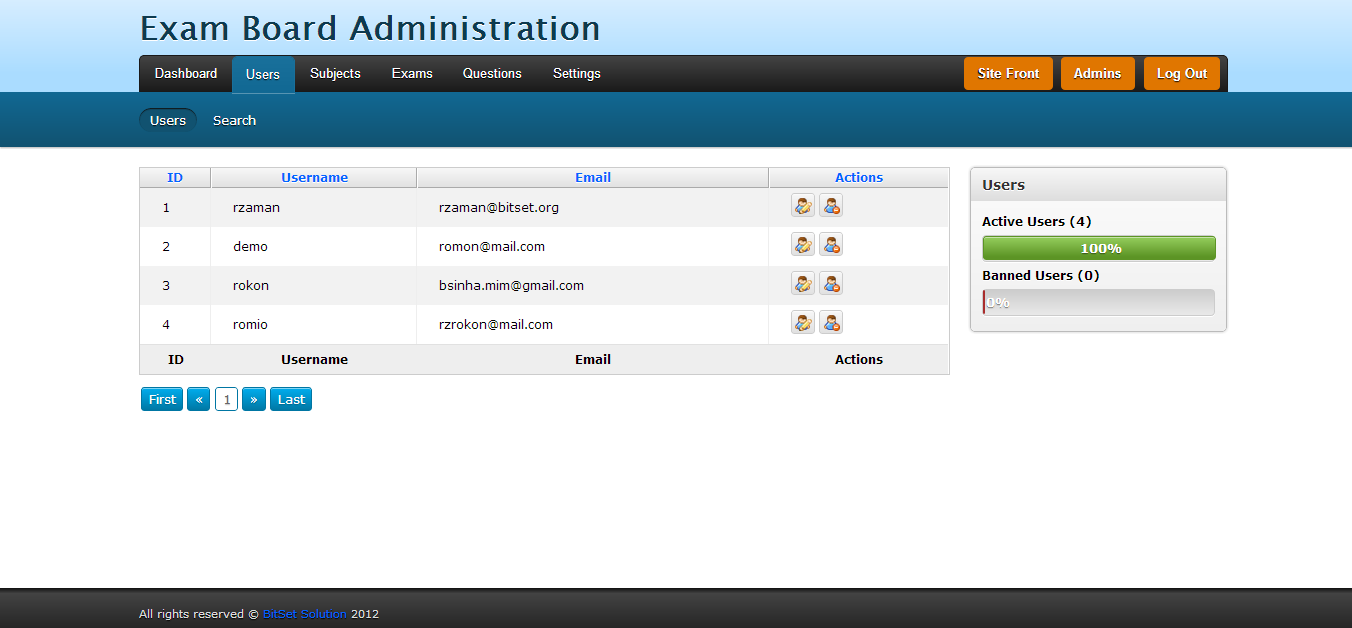 Exam Board Administration
Dashboard Users Subjects Exams Questions Settings Site Front Admins Log Out
Users Search
ID Username Email Actions
1 rzaman rzaman@bitset.org
2 demo romon@mail.com
3 rokon bsinha.mim@gmail.com
4 romio rzrokon@mail.com
ID Username Email Actions
First « 1 » Last
Users
Active Users (4)
100%
Banned Users (0)
0%
All rights reserved © BitSet Solution 2012